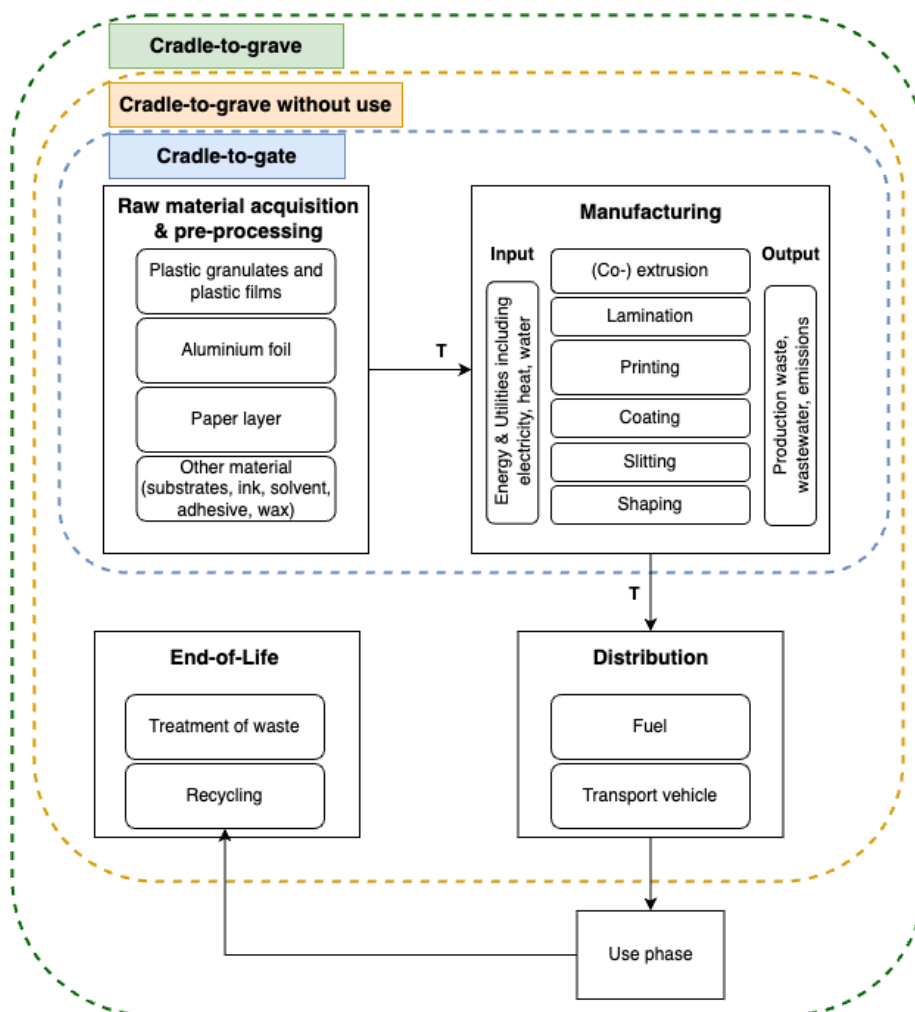 Cradle-to-grave
Cradle-to-grave without use
Cradle-to-gate
Raw material acquisition
& pre-processing
Plastic granulates and
plastic films
Aluminium foil
Paper layer
Other material
(substrates, ink, solvent,
adhesive, wax)
T
Manufacturing
Input
Energy & Utilities including
electricity, heat, water
(Co-) extrusion
Lamination
Printing
Coating
Slitting
Shaping
Output
Production waste,
wastewater, emissions
T
End-of-Life
Treatment of waste
Recycling
Distribution
Fuel
Transport vehicle
Use phase